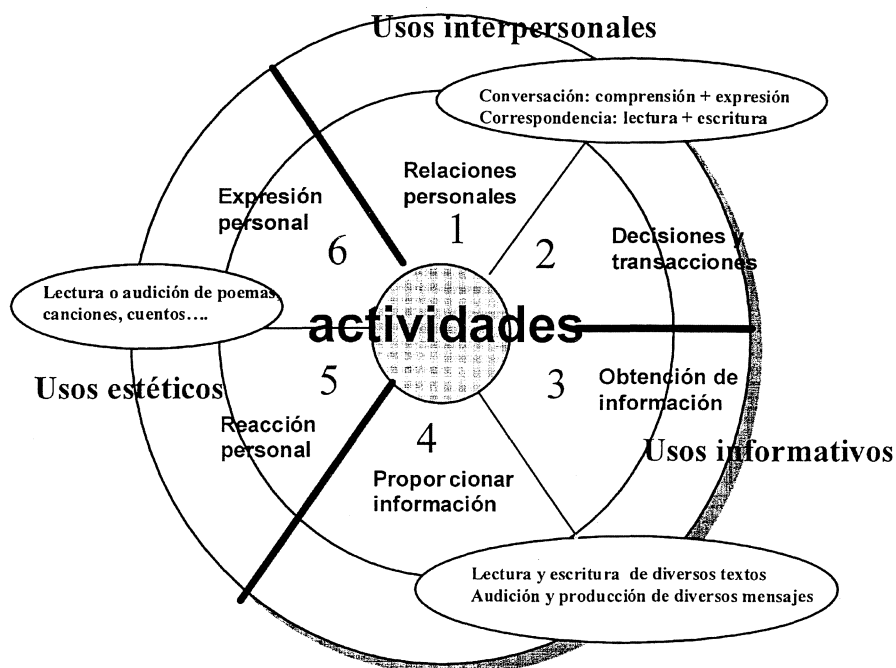 Usos interpersonales
Conversación: comprensión + expresión
Correspondencia: lectura + escritura
Relaciones
personales
1
Expresión
personal
6
2
Decisiones y
transacciones
Lectura o audición de poemas,
canciones, cuentos....
actividades
Usos estéticos
5
Reacción
personal
3
Obtención de
información
4
Proporcionar
información
Usos informativos
Lectura y escritura de diversos textos
Audición y producción de diversos mensajes